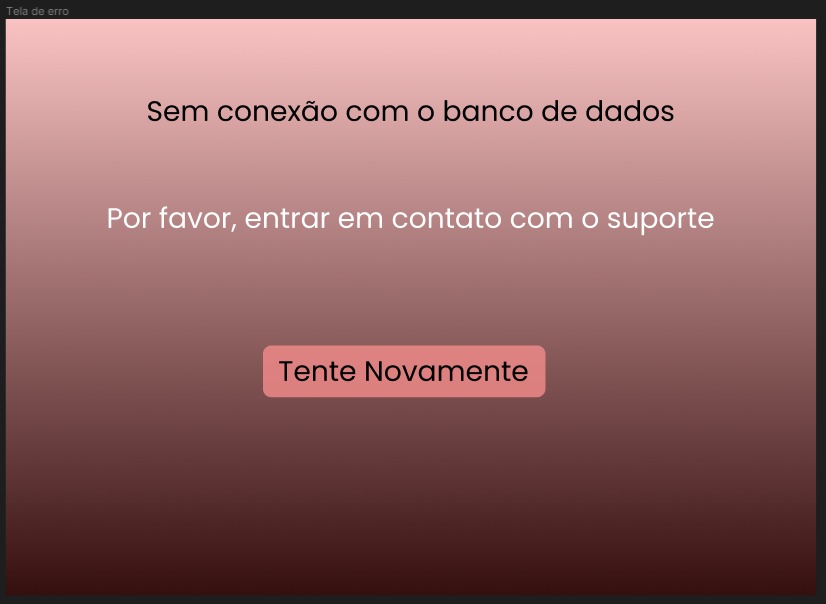 Tela de erro
Sem conexão com o banco de dados
Por favor, entrar em contato com o suporte
Tente Novamente